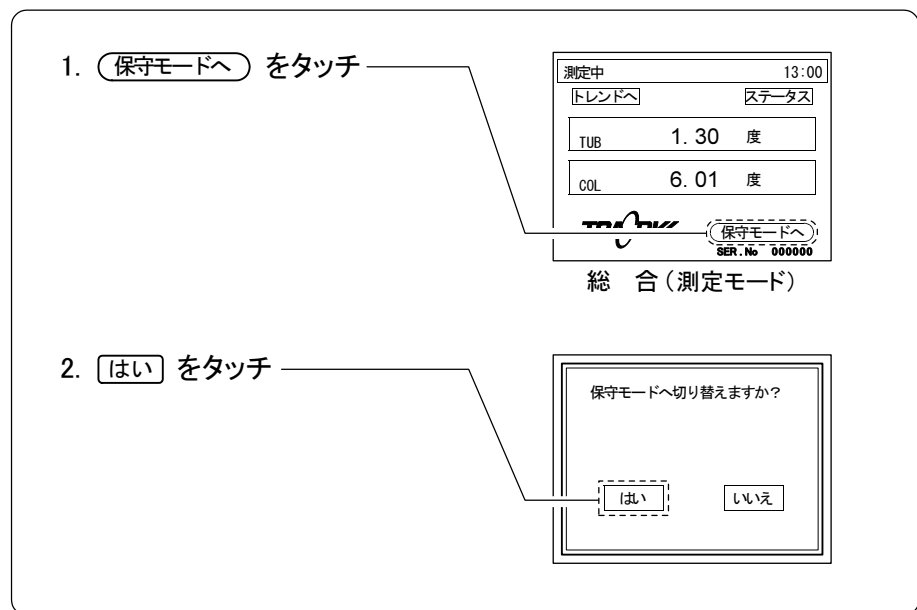 1. 保守モードへ をタッチ
測定中 13:00
トレンドへ ステータス
TUB 1.30 度
COL 6.01 度
保守モードへ
SER.No 000000
総 合(測定モード)
2. はい をタッチ
保守モードへ切り替えますか?
はい いいえ